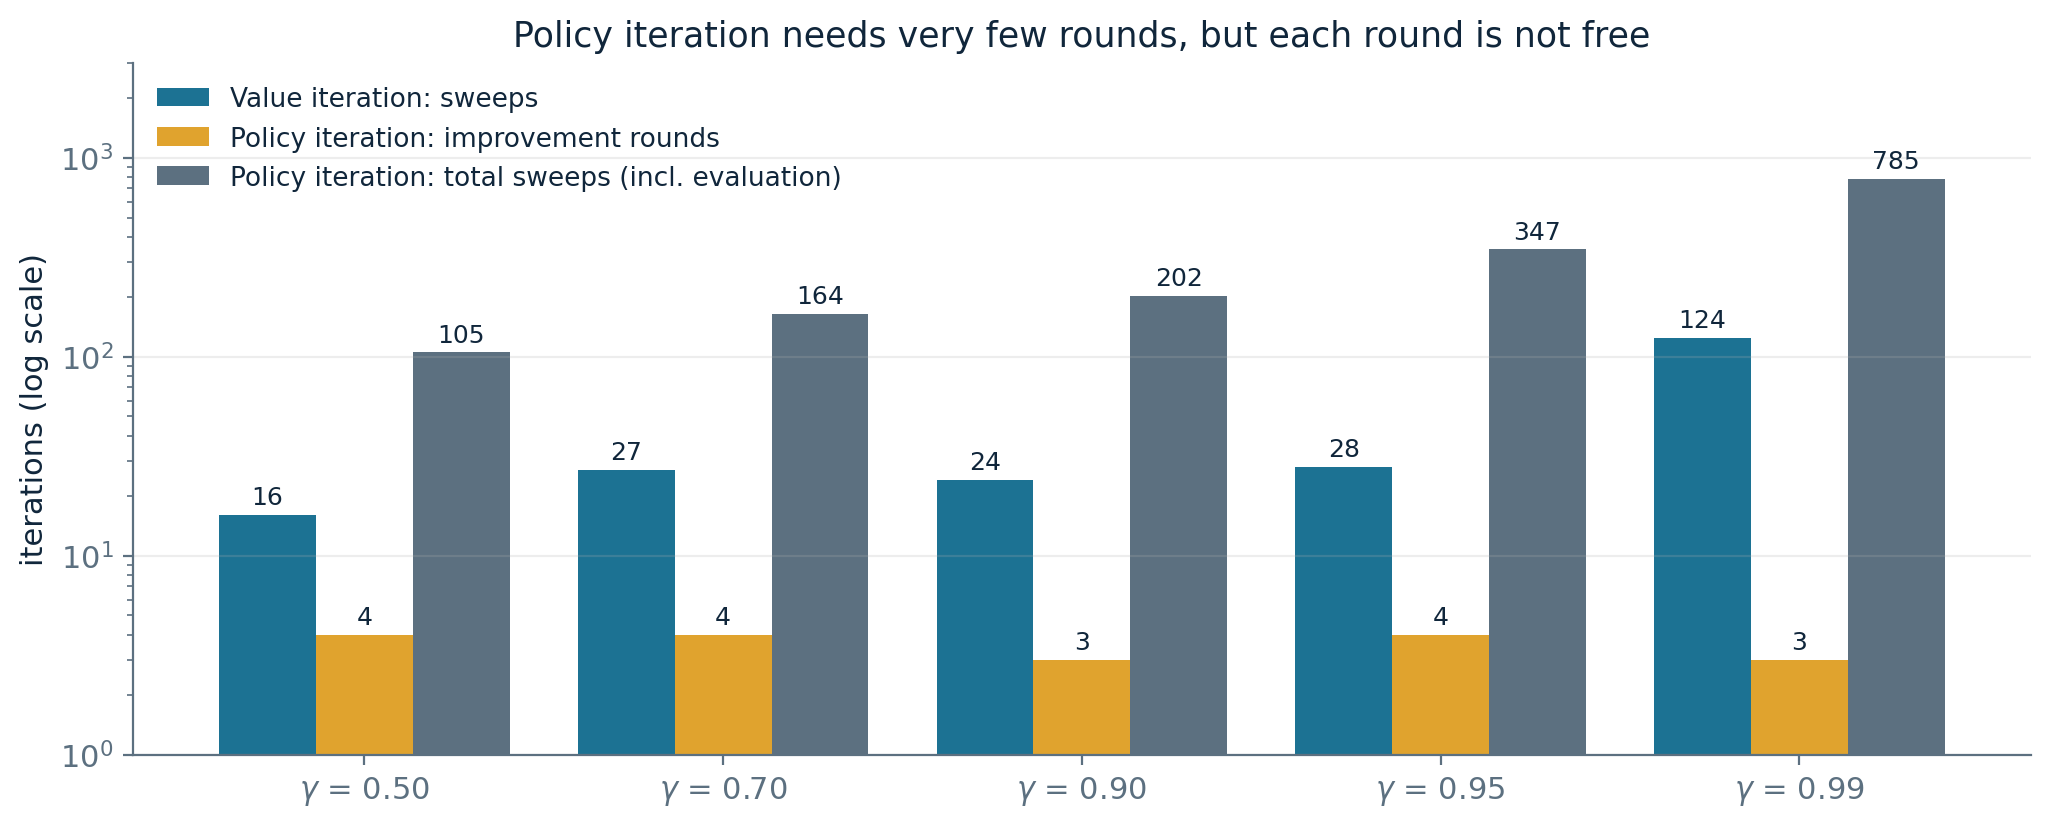 Policy iteration needs very few rounds, but each round is not free
Value iteration: sweeps
Policy iteration: improvement rounds
Policy iteration: total sweeps (incl. evaluation)
iterations (log scale)
10³
10²
10¹
10⁰
16
4
105
27
4
164
24
3
202
28
4
347
124
3
785
γ = 0.50
γ = 0.70
γ = 0.90
γ = 0.95
γ = 0.99